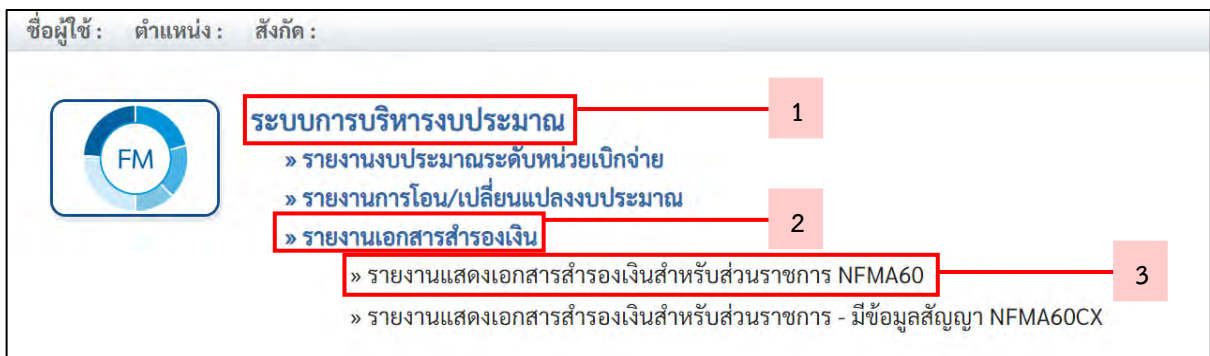 ชื่อผู้ใช้ : ตำแหน่ง : สังกัด :
ระบบการบริหารงบประมาณ 1
FM
» รายงานงบประมาณระดับหน่วยเบิกจ่าย
» รายงานการโอน/เปลี่ยนแปลงงบประมาณ
» รายงานเอกสารสำรองเงิน 2
» รายงานแสดงเอกสารสำรองเงินสำหรับส่วนราชการ NFMA60 3
» รายงานแสดงเอกสารสำรองเงินสำหรับส่วนราชการ - มีข้อมูลสัญญา NFMA60CX